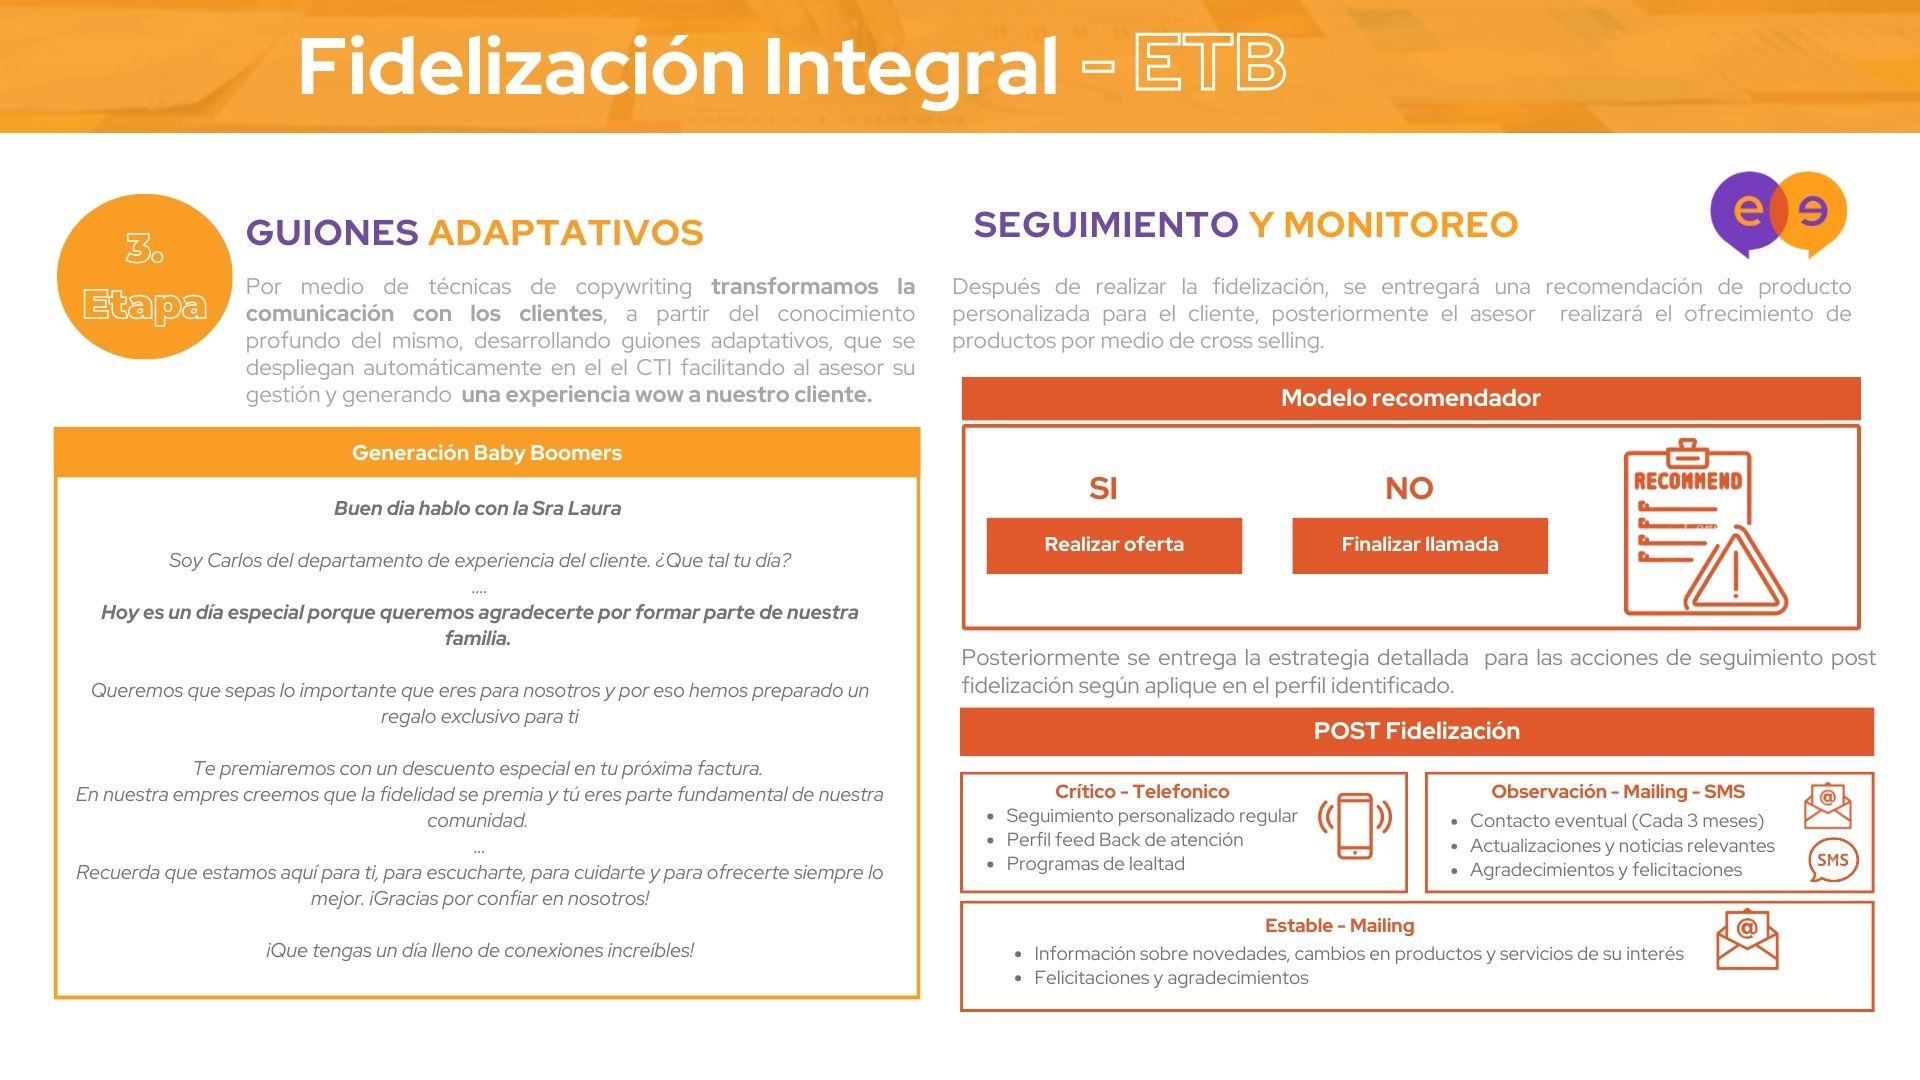 Fidelización Integral - ETB
3.
Etapa
GUIONES ADAPTATIVOS
Por medio de técnicas de copywriting transformamos la
comunicación con los clientes, a partir del conocimiento
profundo del mismo, desarrollando guiones adaptativos, que se
despliegan automáticamente en el el CTI facilitando al asesor su
gestión y generando una experiencia wow a nuestro cliente.
Generación Baby Boomers
Buen dia hablo con la Sra Laura
Soy Carlos del departamento de experiencia del cliente. ¿Que tal tu día?
....
Hoy es un día especial porque queremos agradecerte por formar parte de nuestra
familia.
Queremos que sepas lo importante que eres para nosotros y por eso hemos preparado un
regalo exclusivo para ti
Te premiaremos con un descuento especial en tu próxima factura.
En nuestra empres creemos que la fidelidad se premia y tú eres parte fundamental de nuestra
comunidad.
...
Recuerda que estamos aquí para ti, para escucharte, para cuidarte y para ofrecerte siempre lo
mejor. ¡Gracias por confiar en nosotros!
¡Que tengas un día lleno de conexiones increíbles!
SEGUIMIENTO Y MONITOREO
e e
Después de realizar la fidelización, se entregará una recomendación de producto
personalizada para el cliente, posteriormente el asesor realizará el ofrecimiento de
productos por medio de cross selling.
Modelo recomendador
SI
NO
Realizar oferta
Finalizar llamada
RECOMMEND
Posteriormente se entrega la estrategia detallada para las acciones de seguimiento post
fidelización según aplique en el perfil identificado.
POST Fidelización
Crítico - Telefonico
Seguimiento personalizado regular
Perfil feed Back de atención
Programas de lealtad
Observación - Mailing - SMS
Contacto eventual (Cada 3 meses)
Actualizaciones y noticias relevantes
Agradecimientos y felicitaciones
@
SMS
Estable - Mailing
Información sobre novedades, cambios en productos y servicios de su interés
Felicitaciones y agradecimientos
@